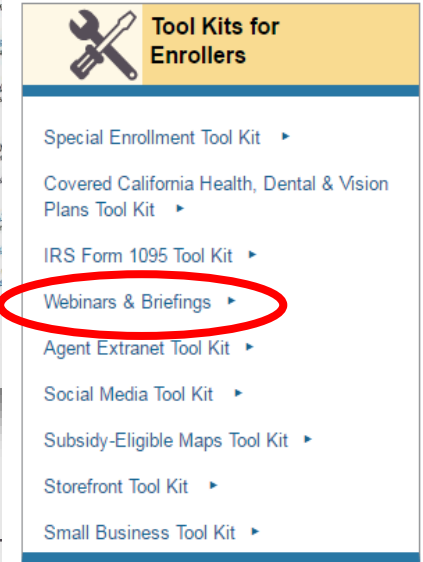 Tool Kits for
Enrollers
Special Enrollment Tool Kit
Covered California Health, Dental & Vision
Plans Tool Kit
IRS Form 1095 Tool Kit
Webinars & Briefings
Agent Extranet Tool Kit
Social Media Tool Kit
Subsidy-Eligible Maps Tool Kit
Storefront Tool Kit
Small Business Tool Kit